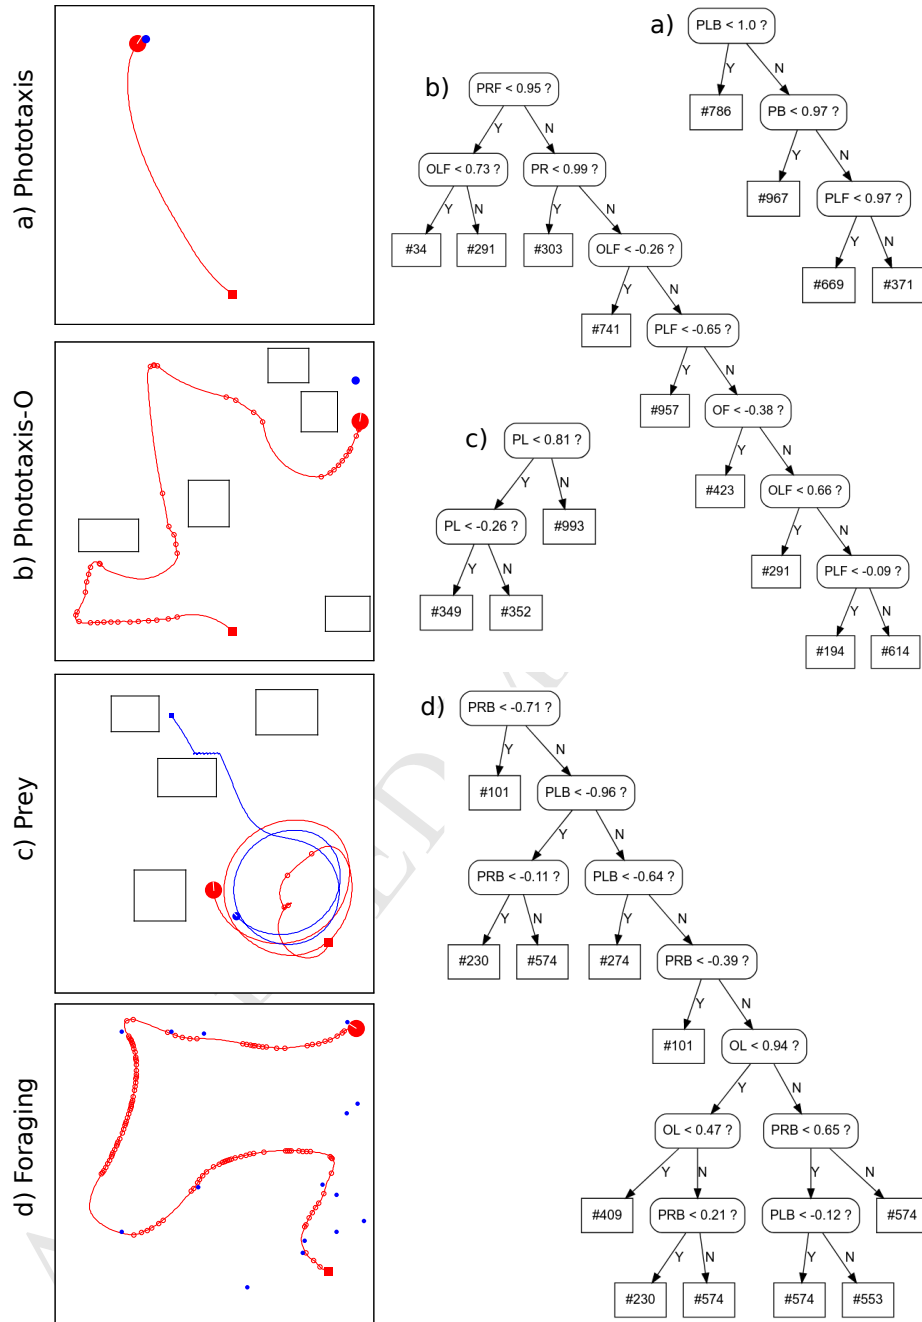 a) Phototaxis
b) Phototaxis-O
c) Prey
d) Foraging
a)
PLB < 1.0 ?
Y N
#786
PB < 0.97 ?
Y N
#967
PLF < 0.97 ?
Y N
#669 #371
b)
PRF < 0.95 ?
Y N
OLF < 0.73 ? PR < 0.99 ?
Y N Y N
#34 #291 #303
OLF < -0.26 ?
Y N
#741
PLF < -0.65 ?
Y N
#957
OF < -0.38 ?
Y N
#423
OLF < 0.66 ?
Y N
#291
PLF < -0.09 ?
Y N
#194 #614
c)
PL < 0.81 ?
Y N
PL < -0.26 ? #993
Y N
#349 #352
d)
PRB < -0.71 ?
Y N
#101
PLB < -0.96 ?
Y N
PRB < -0.11 ? PLB < -0.64 ?
Y N Y N
#230 #574 #274
PRB < -0.39 ?
Y N
#101
OL < 0.94 ?
Y N
OL < 0.47 ? PRB < 0.65 ?
Y N Y N
#409
PRB < 0.21 ? PLB < -0.12 ? #574
Y N Y N
#230 #574 #574 #553